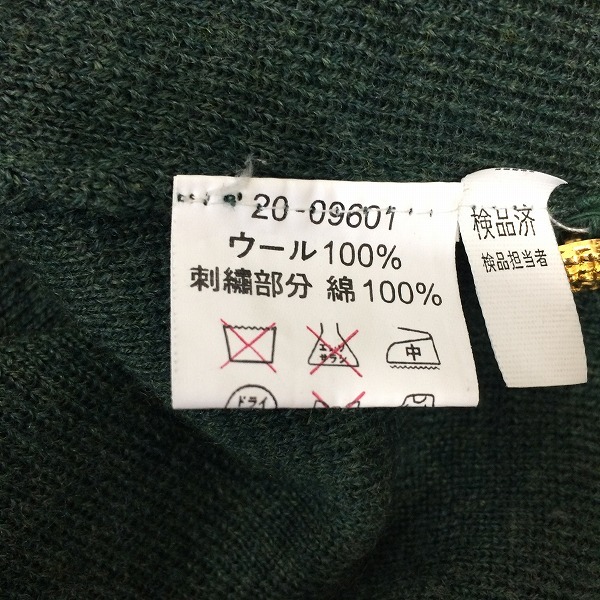 20-09601
ウール100%
刺繍部分 綿100%
エンソ
サラシ
中
ドライ
検品済
検品担当者